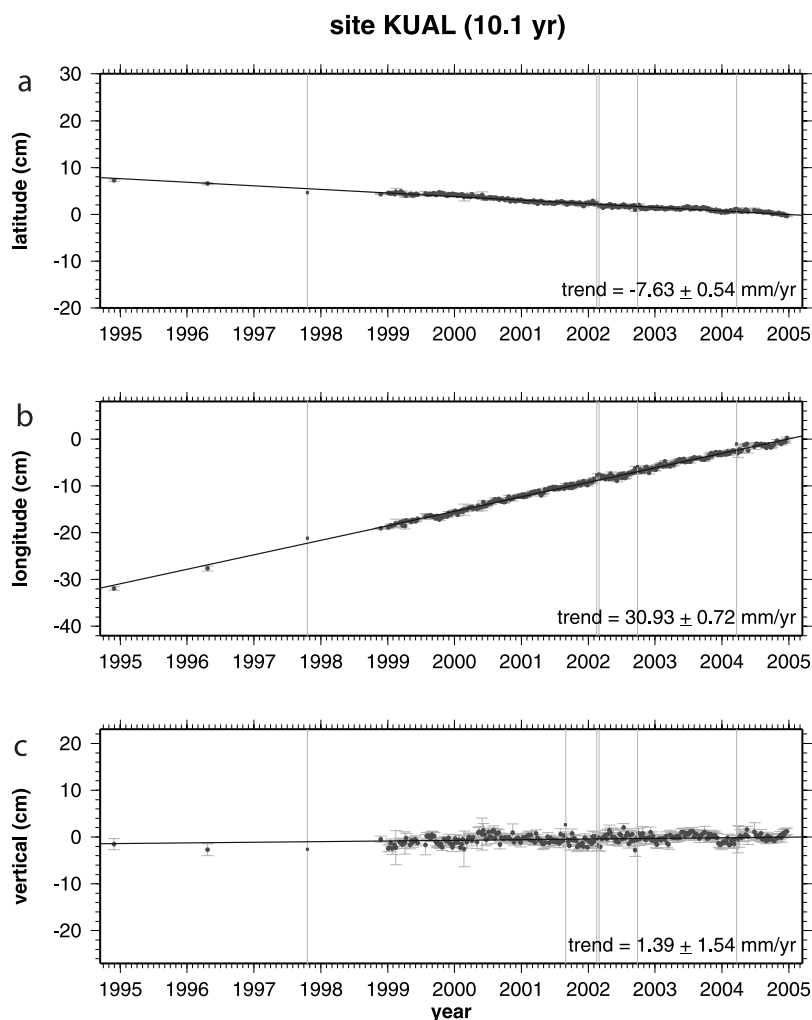 site KUAL (10.1 yr)
a
30
20
10
0
-10
-20
latitude (cm)
trend = -7.63 ± 0.54 mm/yr
1995 1996 1997 1998 1999 2000 2001 2002 2003 2004 2005
b
0
-10
-20
-30
-40
longitude (cm)
trend = 30.93 ± 0.72 mm/yr
1995 1996 1997 1998 1999 2000 2001 2002 2003 2004 2005
c
20
10
0
-10
-20
vertical (cm)
trend = 1.39 ± 1.54 mm/yr
1995 1996 1997 1998 1999 2000 2001 2002 2003 2004 2005
year